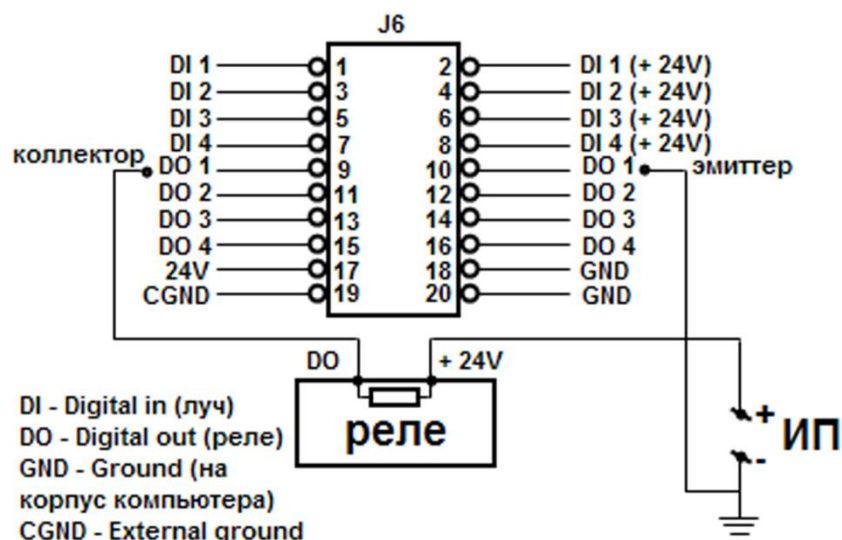 J6
DI 1 1 2 DI 1 (+ 24V)
DI 2 3 4 DI 2 (+ 24V)
DI 3 5 6 DI 3 (+ 24V)
DI 4 7 8 DI 4 (+ 24V)
коллектор DO 1 9 10 DO 1 эмиттер
DO 2 11 12 DO 2
DO 3 13 14 DO 3
DO 4 15 16 DO 4
24V 17 18 GND
CGND 19 20 GND
DO + 24V
реле
+
ИП
-
DI - Digital in (луч)
DO - Digital out (реле)
GND - Ground (на
корпус компьютера)
CGND - External ground